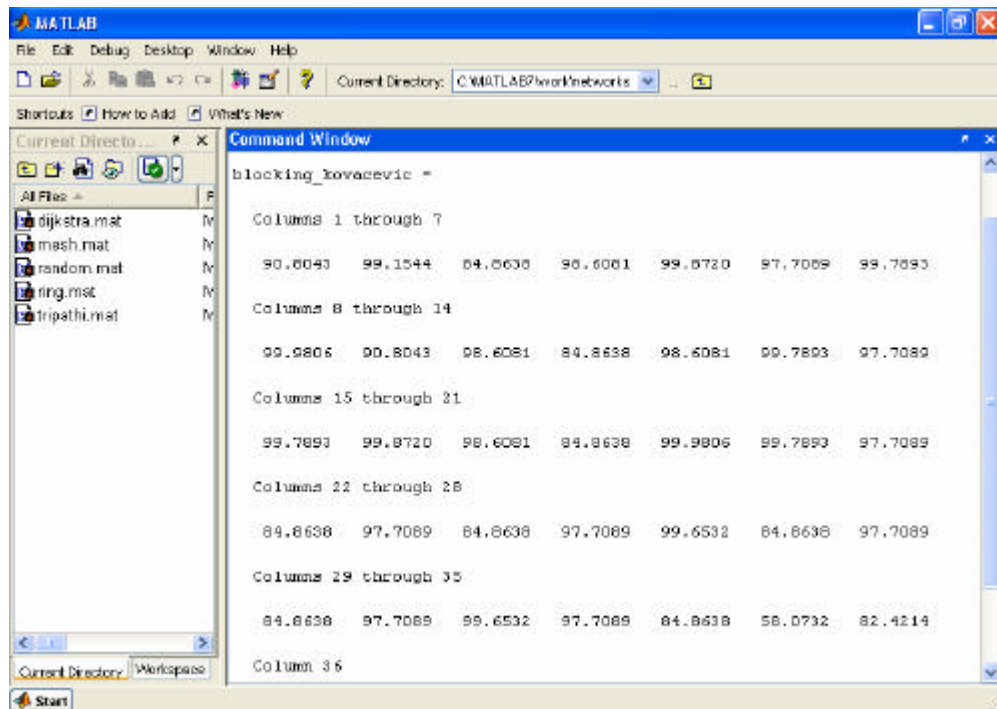 MATLAB
File Edit Debug Desktop Window Help
Current Directory: C:\MATLAB7\work\networks
Shortcuts How to Add What's New
Current Directo...
All Files
dijkstra.mat
mesh.mat
random.mat
ring.mat
tripathi.mat
Current Directory Workspace
Command Window
blocking_kovacevic =
Columns 1 through 7
90.8043 99.1544 84.8638 98.6081 99.8720 97.7089 99.7893
Columns 8 through 14
99.9806 90.8043 98.6081 84.8638 98.6081 99.7893 97.7089
Columns 15 through 21
99.7893 99.8720 98.6081 84.8638 99.9806 99.7893 97.7089
Columns 22 through 28
84.8638 97.7089 84.8638 97.7089 99.6532 84.8638 97.7089
Columns 29 through 35
84.8638 97.7089 99.6532 97.7089 84.8638 58.0732 82.4214
Column 36
Start